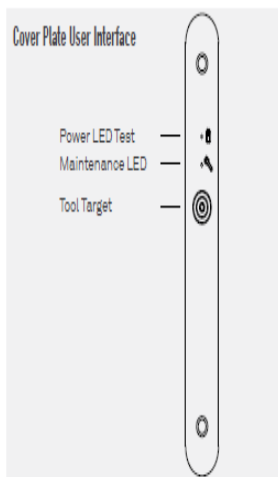 Cover Plate User Interface
Power LED Test
Maintenance LED
Tool Target